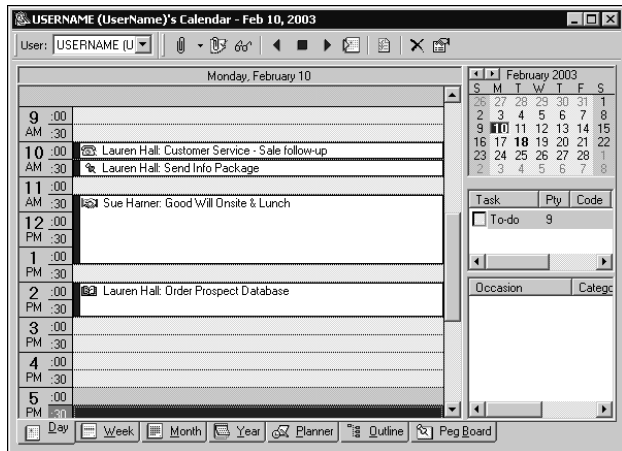 USERNAME (UserName)'s Calendar - Feb 10, 2003
User: USERNAME (U
Monday, February 10
9 :00
AM :30
10 :00 Lauren Hall: Customer Service - Sale follow-up
AM :30 Lauren Hall: Send Info Package
11 :00
AM :30 Sue Harner: Good Will Onsite & Lunch
12 :00
PM :30
1 :00
PM :30
2 :00 Lauren Hall: Order Prospect Database
PM :30
3 :00
PM :30
4 :00
PM :30
5 :00
PM :30
February 2003
S M T W T F S
26 27 28 29 30 31 1
2 3 4 5 6 7 8
9 10 11 12 13 14 15
16 17 18 19 20 21 22
23 24 25 26 27 28 1
2 3 4 5 6 7 8
Task Pty Code
To-do 9
Occasion Categc
Day Week Month Year Planner Outline Peg Board